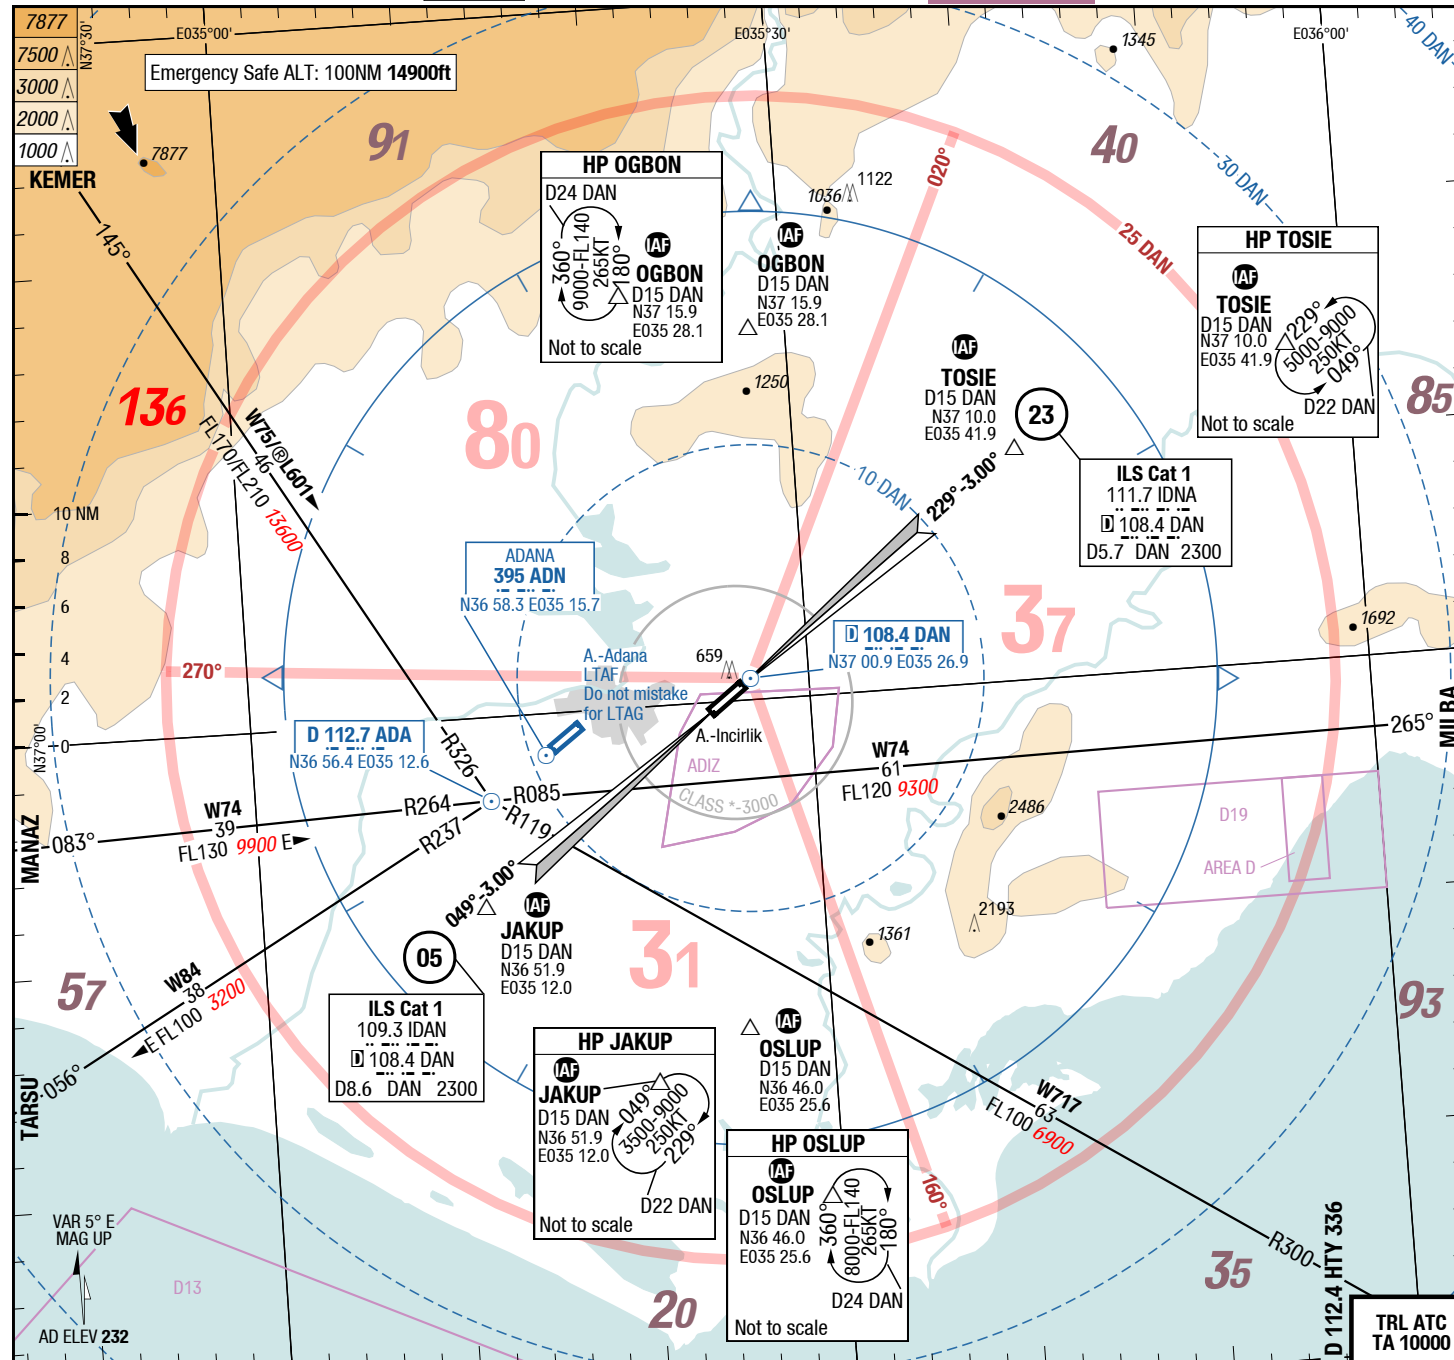 7877
7500
3000
2000
1000
N37°30'
E035°00'
E035°30'
E036°00'
Emergency Safe ALT: 100NM 14900ft
7877
KEMER
145°
91
40
1345
40 DAN
30 DAN
25 DAN
020°
1036
1122
HP OGBON
D24 DAN
360°
9000-FL140
265KT
180°
IAF
OGBON
D15 DAN
N37 15.9
E035 28.1
Not to scale
IAF
OGBON
D15 DAN
N37 15.9
E035 28.1
HP TOSIE
IAF
TOSIE
D15 DAN
N37 10.0
E035 41.9
229°
5000-9000
250KT
049°
D22 DAN
Not to scale
IAF
TOSIE
D15 DAN
N37 10.0
E035 41.9
23
1250
136
80
85
W75/®L601
46
FL170/FL210 13600
ILS Cat 1
111.7 IDNA
D 108.4 DAN
D5.7 DAN 2300
10 DAN
229°-3.00°
10 NM
8
6
4
2
0
N37°00'
ADANA
395 ADN
N36 58.3 E035 15.7
37
1692
D 108.4 DAN
N37 00.9 E035 26.9
659
A.-Adana
LTAF
Do not mistake
for LTAG
270°
A.-Incirlik
D 112.7 ADA
N36 56.4 E035 12.6
R326
ADIZ
CLASS *-3000
W74
61
FL120 9300
265°
MILBA
R264
R085
R119
R237
W74
39
FL130 9900 E
083°
MANAZ
2486
D19
AREA D
2193
1361
049°-3.00°
IAF
JAKUP
D15 DAN
N36 51.9
E035 12.0
05
31
57
93
W84
38
E FL100 3200
056°
TARSU
ILS Cat 1
109.3 IDAN
D 108.4 DAN
D8.6 DAN 2300
IAF
OSLUP
D15 DAN
N36 46.0
E035 25.6
HP JAKUP
IAF
JAKUP
D15 DAN
N36 51.9
E035 12.0
049°
3500-9000
250KT
229°
D22 DAN
Not to scale
W717
63
FL100 6900
HP OSLUP
IAF
OSLUP
D15 DAN
N36 46.0
E035 25.6
360°
8000-FL140
265KT
180°
D24 DAN
Not to scale
160°
R300
D 112.4 HTY 336
35
20
VAR 5° E
MAG UP
D13
AD ELEV 232
TRL ATC
TA 10000